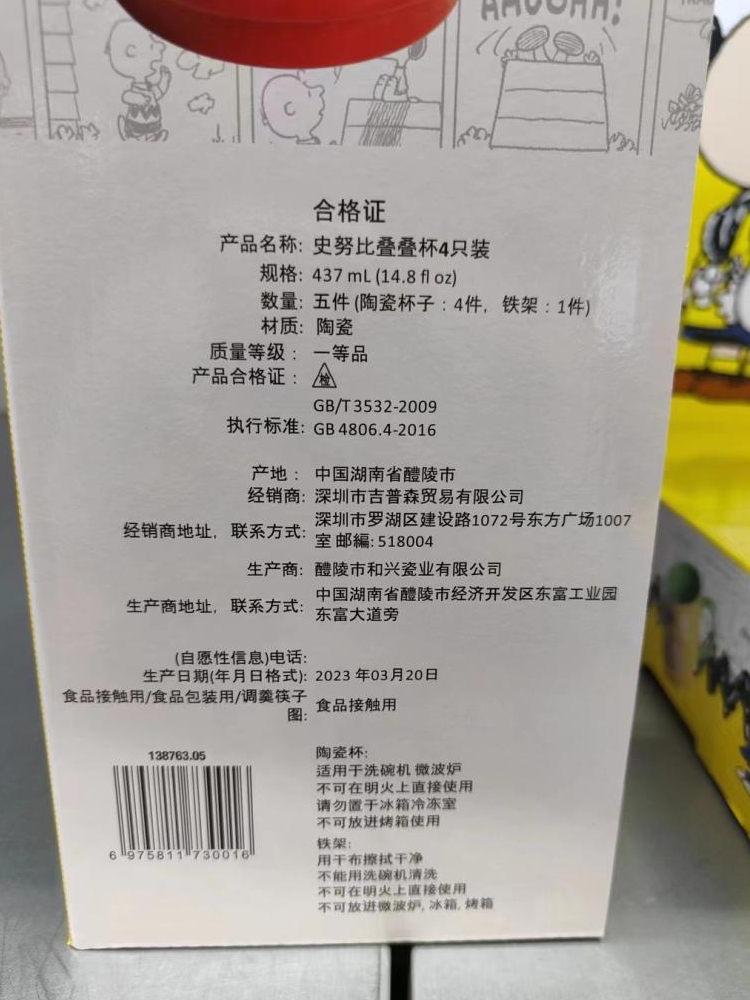 AAUGHH!
合格证
产品名称: 史努比叠叠杯4只装
规格: 437 mL (14.8 fl oz)
数量: 五件 (陶瓷杯子 : 4件, 铁架 : 1件)
材质: 陶瓷
质量等级 : 一等品
产品合格证 : 检
GB/T 3532-2009
执行标准: GB 4806.4-2016
产地 : 中国湖南省醴陵市
经销商: 深圳市吉普森贸易有限公司
深圳市罗湖区建设路1072号东方广场1007
经销商地址, 联系方式: 室 邮編: 518004
生产商: 醴陵市和兴瓷业有限公司
中国湖南省醴陵市经济开发区东富工业园
生产商地址, 联系方式: 东富大道旁
(自愿性信息)电话:
生产日期(年月日格式): 2023 年03月20日
食品接触用/食品包装用/调羹筷子
图: 食品接触用
138763.05
6 975811 730016
陶瓷杯:
适用于洗碗机 微波炉
不可在明火上直接使用
请勿置于冰箱冷冻室
不可放进烤箱使用
铁架:
用干布擦拭干净
不能用洗碗机清洗
不可在明火上直接使用
不可放进微波炉, 冰箱, 烤箱